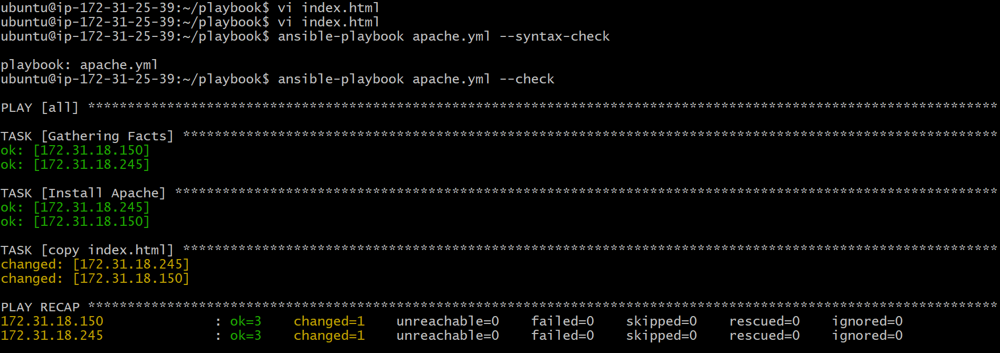 ubuntu@ip-172-31-25-39:~/playbook$ vi index.html
ubuntu@ip-172-31-25-39:~/playbook$ vi index.html
ubuntu@ip-172-31-25-39:~/playbook$ ansible-playbook apache.yml --syntax-check
playbook: apache.yml
ubuntu@ip-172-31-25-39:~/playbook$ ansible-playbook apache.yml --check
PLAY [all] *******************************************************************************************************************
TASK [Gathering Facts] *******************************************************************************************************
ok: [172.31.18.150]
ok: [172.31.18.245]
TASK [Install Apache] ********************************************************************************************************
ok: [172.31.18.245]
ok: [172.31.18.150]
TASK [copy index.html] *******************************************************************************************************
changed: [172.31.18.245]
changed: [172.31.18.150]
PLAY RECAP *******************************************************************************************************************
172.31.18.150              : ok=3    changed=1    unreachable=0    failed=0    skipped=0    rescued=0    ignored=0
172.31.18.245              : ok=3    changed=1    unreachable=0    failed=0    skipped=0    rescued=0    ignored=0